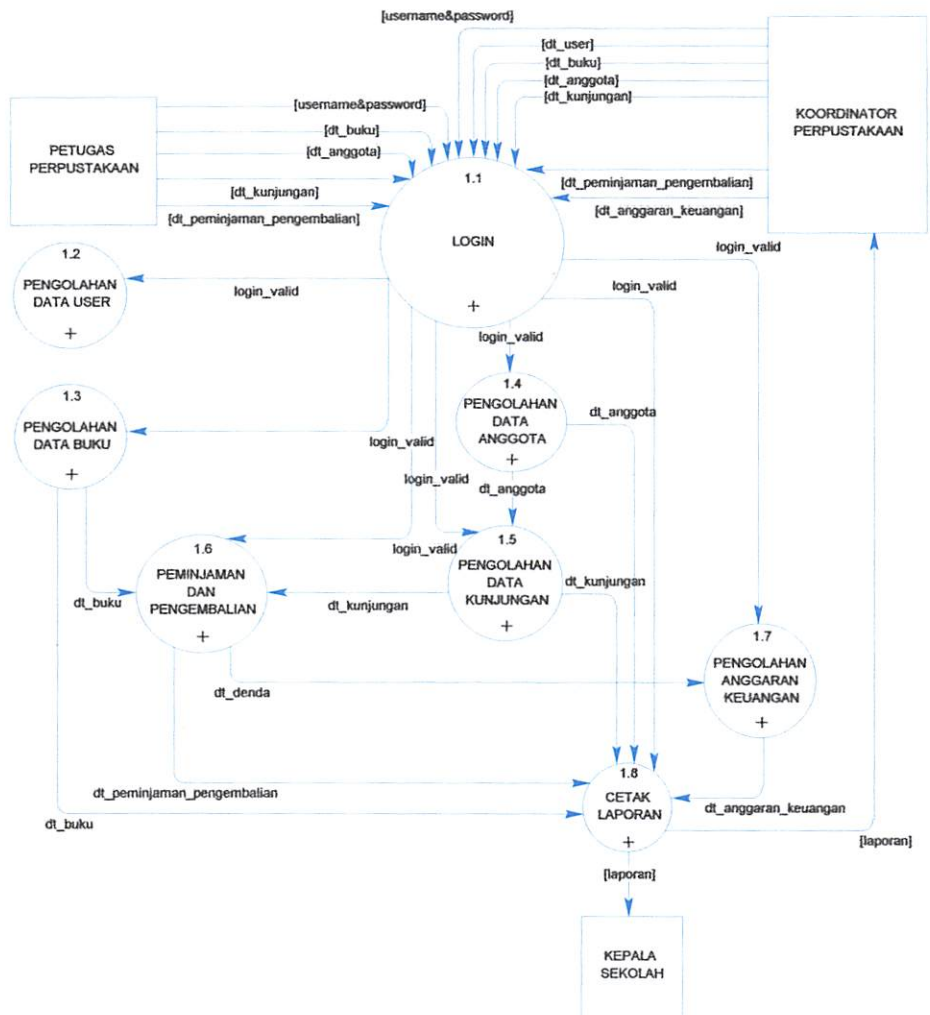 [username&password]
[dt_user]
[dt_buku]
[dt_anggota]
[dt_kunjungan]
KOORDINATOR
PERPUSTAKAAN
PETUGAS
PERPUSTAKAAN
[username&password]
[dt_buku]
[dt_anggota]
[dt_kunjungan]
[dt_peminjaman_pengembalian]
1.1
LOGIN
+
[dt_peminjaman_pengembalian]
[dt_anggaran_keuangan]
login_valid
1.2
PENGOLAHAN
DATA USER
+
login_valid
login_valid
login_valid
1.3
PENGOLAHAN
DATA BUKU
+
1.4
PENGOLAHAN
DATA
ANGGOTA
+
dt_anggota
login_valid
login_valid
dt_anggota
login_valid
1.6
PEMINJAMAN
DAN
PENGEMBALIAN
+
1.5
PENGOLAHAN
DATA
KUNJUNGAN
+
dt_kunjungan
dt_buku
dt_kunjungan
1.7
PENGOLAHAN
ANGGARAN
KEUANGAN
+
dt_denda
1.8
CETAK
LAPORAN
+
dt_peminjaman_pengembalian
dt_anggaran_keuangan
dt_buku
[laporan]
[laporan]
KEPALA
SEKOLAH